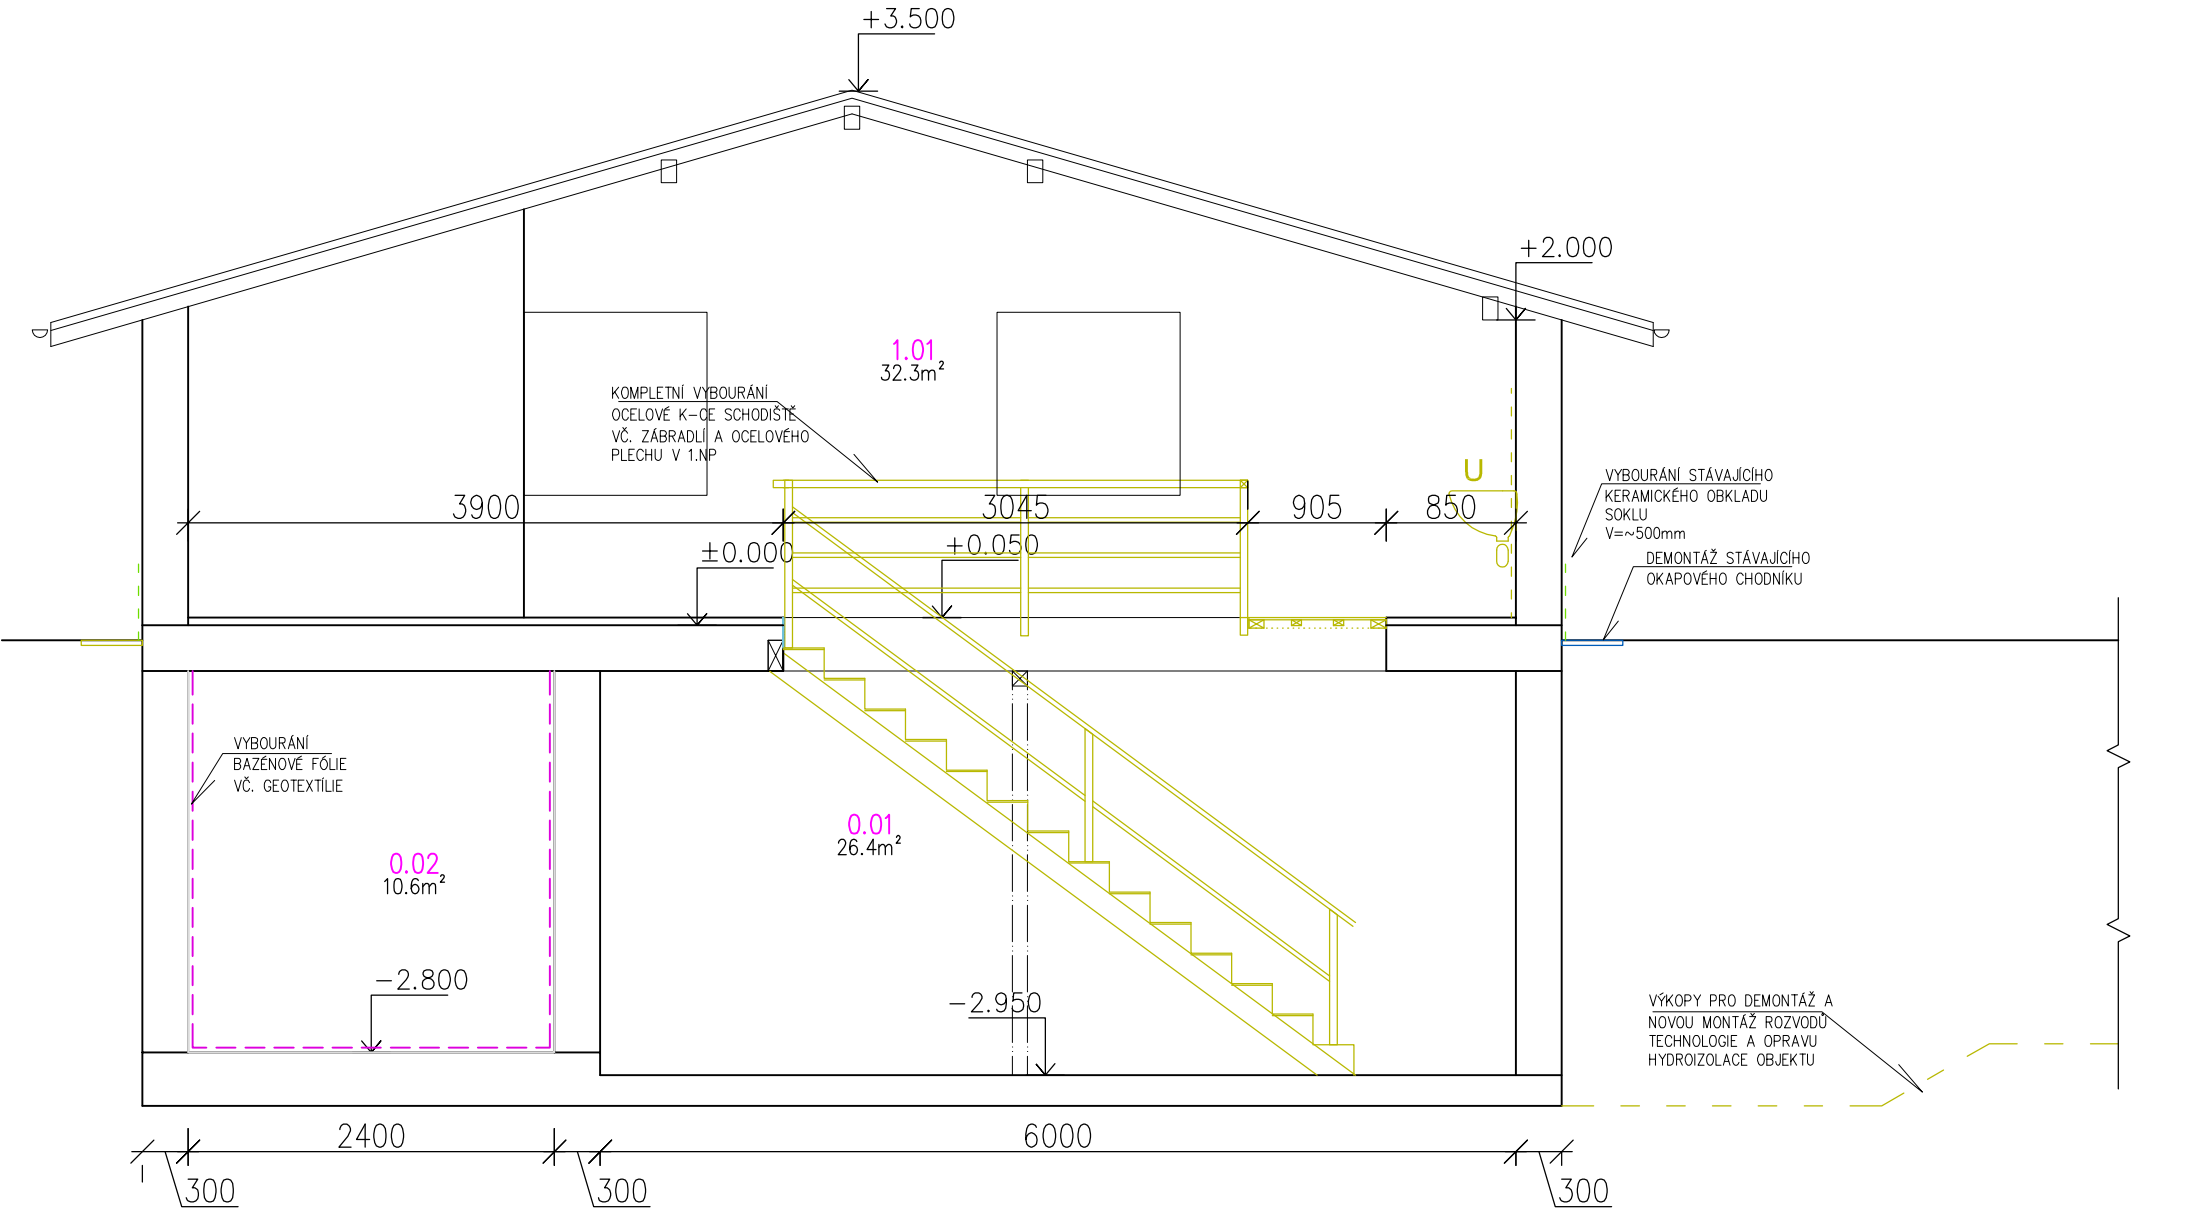 +3.500
+2.000
1.01
32.3m²
KOMPLETNÍ VYBOURÁNÍ
OCELOVÉ K-CE SCHODIŠTĚ
VČ. ZÁBRADLÍ A OCELOVÉHO
PLECHU V 1.NP
U
VYBOURÁNÍ STÁVAJÍCÍHO
KERAMICKÉHO OBKLADU
SOKLU
V=~500mm
3900
3045
905
850
±0.000
+0.050
DEMONTÁŽ STÁVAJÍCÍHO
OKAPOVÉHO CHODNÍKU
VYBOURÁNÍ
BAZÉNOVÉ FÓLIE
VČ. GEOTEXTÍLIE
0.01
26.4m²
0.02
10.6m²
-2.800
-2.950
VÝKOPY PRO DEMONTÁŽ A
NOVOU MONTÁŽ ROZVODŮ
TECHNOLOGIE A OPRAVU
HYDROIZOLACE OBJEKTU
2400
6000
300
300
300